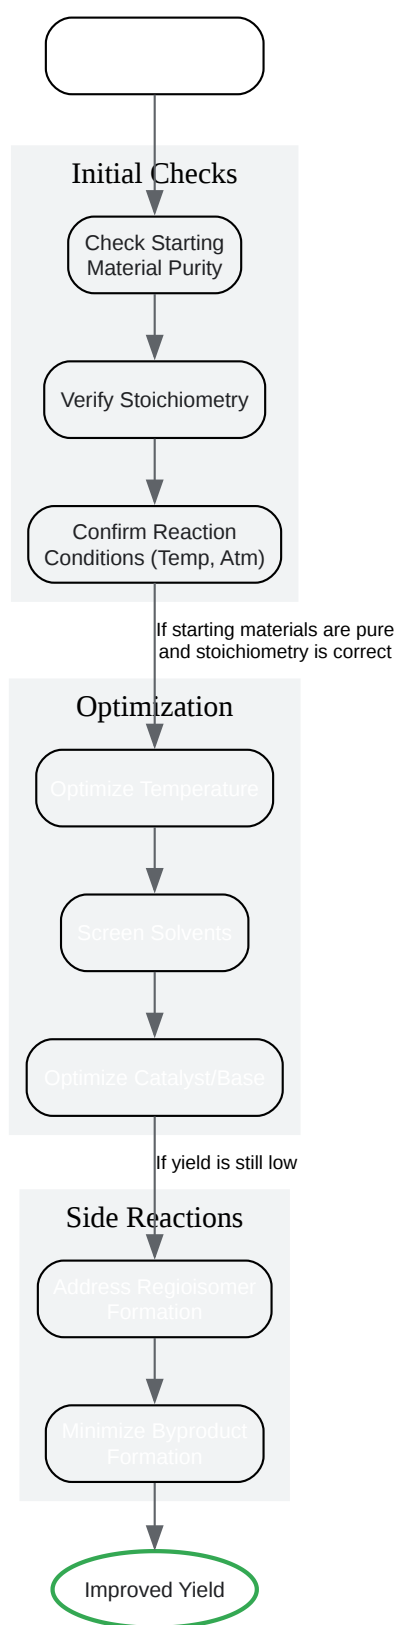 Initial Checks
Check Starting
Material Purity
Verify Stoichiometry
Confirm Reaction
Conditions (Temp, Atm)
If starting materials are pure
and stoichiometry is correct
Optimization
Optimize Temperature
Screen Solvents
Optimize Catalyst/Base
If yield is still low
Side Reactions
Address Regioisomer
Formation
Minimize Byproduct
Formation
Improved Yield